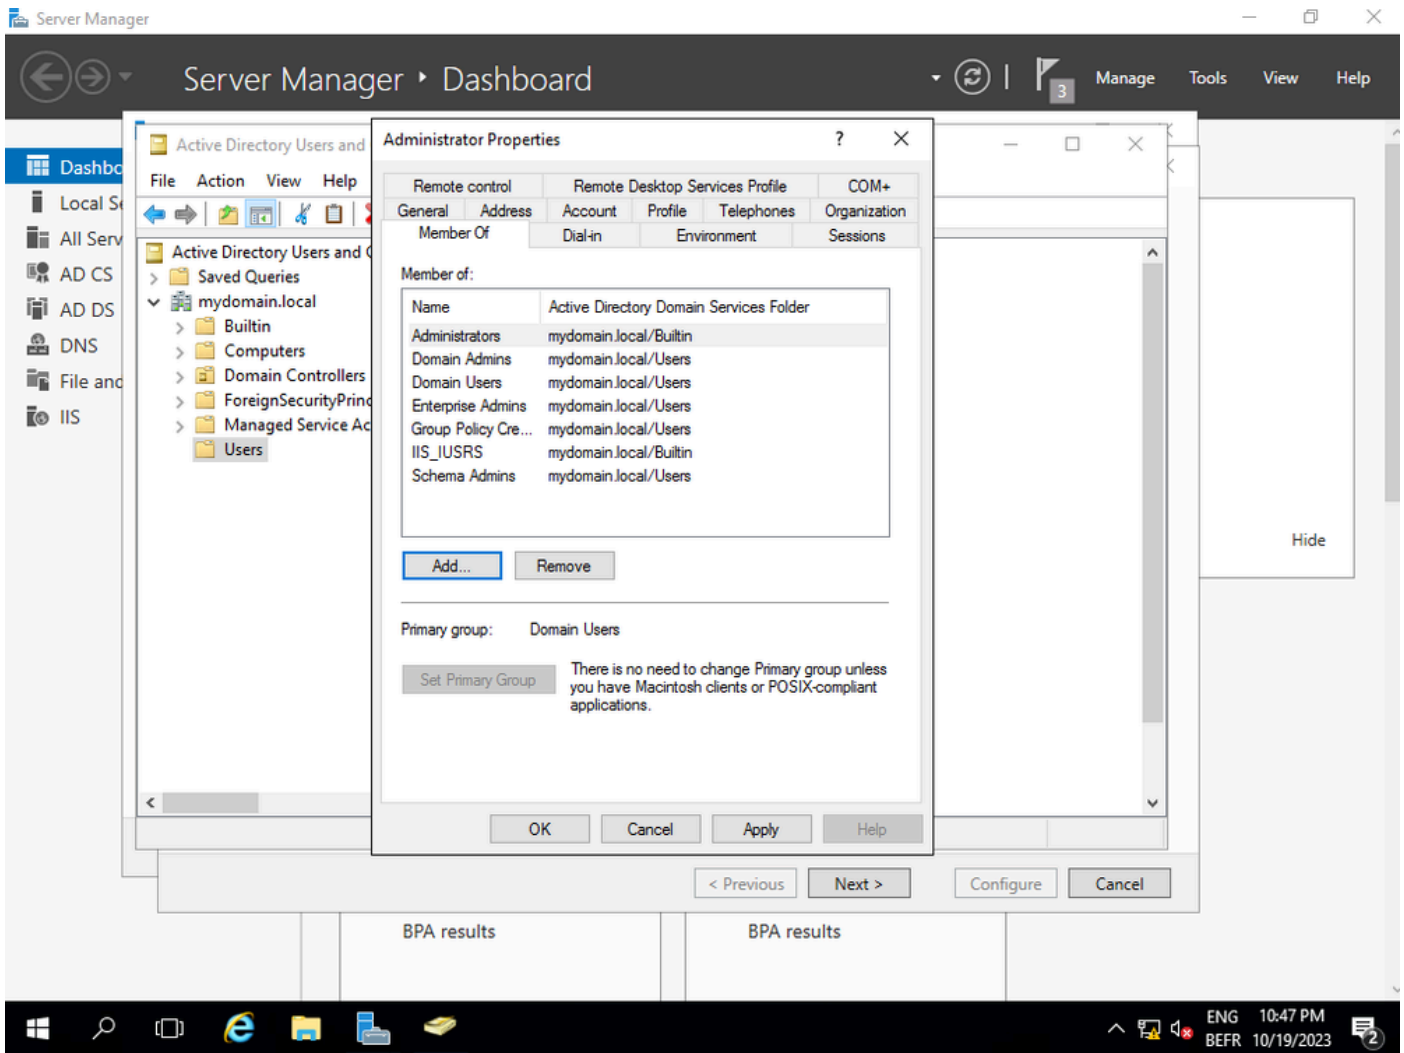 Server Manager
Server Manager • Dashboard
3
Manage Tools View Help
Dashbo
Local Se
All Serv
AD CS
AD DS
DNS
File and
IIS
Active Directory Users and
File Action View Help
Active Directory Users and C
Saved Queries
mydomain.local
Builtin
Computers
Domain Controllers
ForeignSecurityPrinc
Managed Service Ac
Users
Administrator Properties
?
Remote control Remote Desktop Services Profile COM+
General Address Account Profile Telephones Organization
Member Of Dial-in Environment Sessions
Member of:
Name Active Directory Domain Services Folder
Administrators mydomain.local/Builtin
Domain Admins mydomain.local/Users
Domain Users mydomain.local/Users
Enterprise Admins mydomain.local/Users
Group Policy Cre... mydomain.local/Users
IIS_IUSRS mydomain.local/Builtin
Schema Admins mydomain.local/Users
Add... Remove
Primary group: Domain Users
Set Primary Group
There is no need to change Primary group unless
you have Macintosh clients or POSIX-compliant
applications.
OK Cancel Apply Help
Hide
< Previous Next > Configure Cancel
BPA results BPA results
ENG 10:47 PM
BEFR 10/19/2023
2